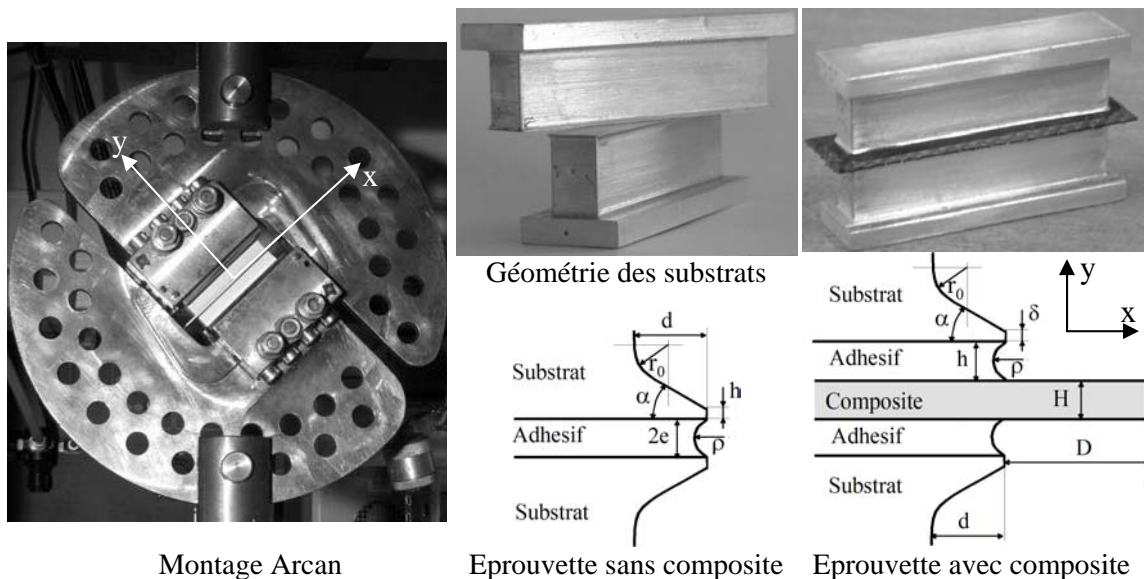 y
x
Montage Arcan
Géométrie des substrats
d
Substrat
r0
α
h
Adhesif
2e
ρ
Substrat
Eprouvette sans composite
y
x
Substrat
r0
α
δ
Adhesif
h
ρ
Composite
H
Adhesif
D
Substrat
d
Eprouvette avec composite